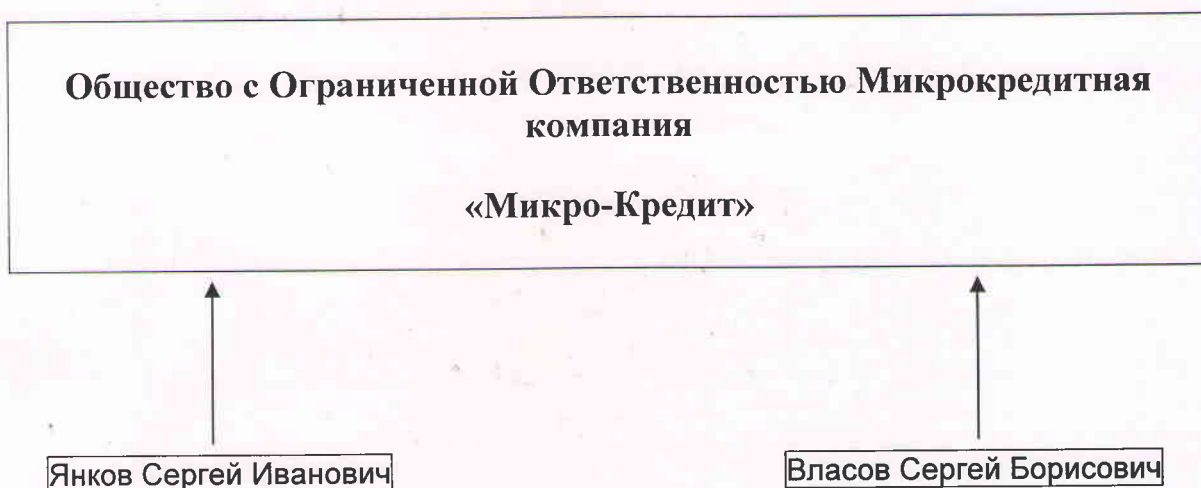 Общество с Ограниченной Ответственностью Микрокредитная
компания
«Микро-Кредит»
Янков Сергей Иванович
Власов Сергей Борисович